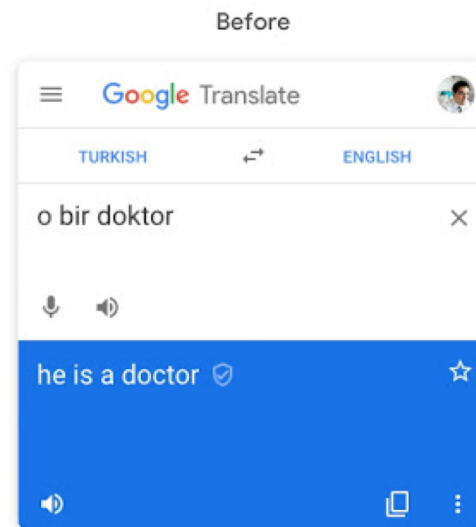 Before
Google Translate
TURKISH ENGLISH
o bir doktor
he is a doctor